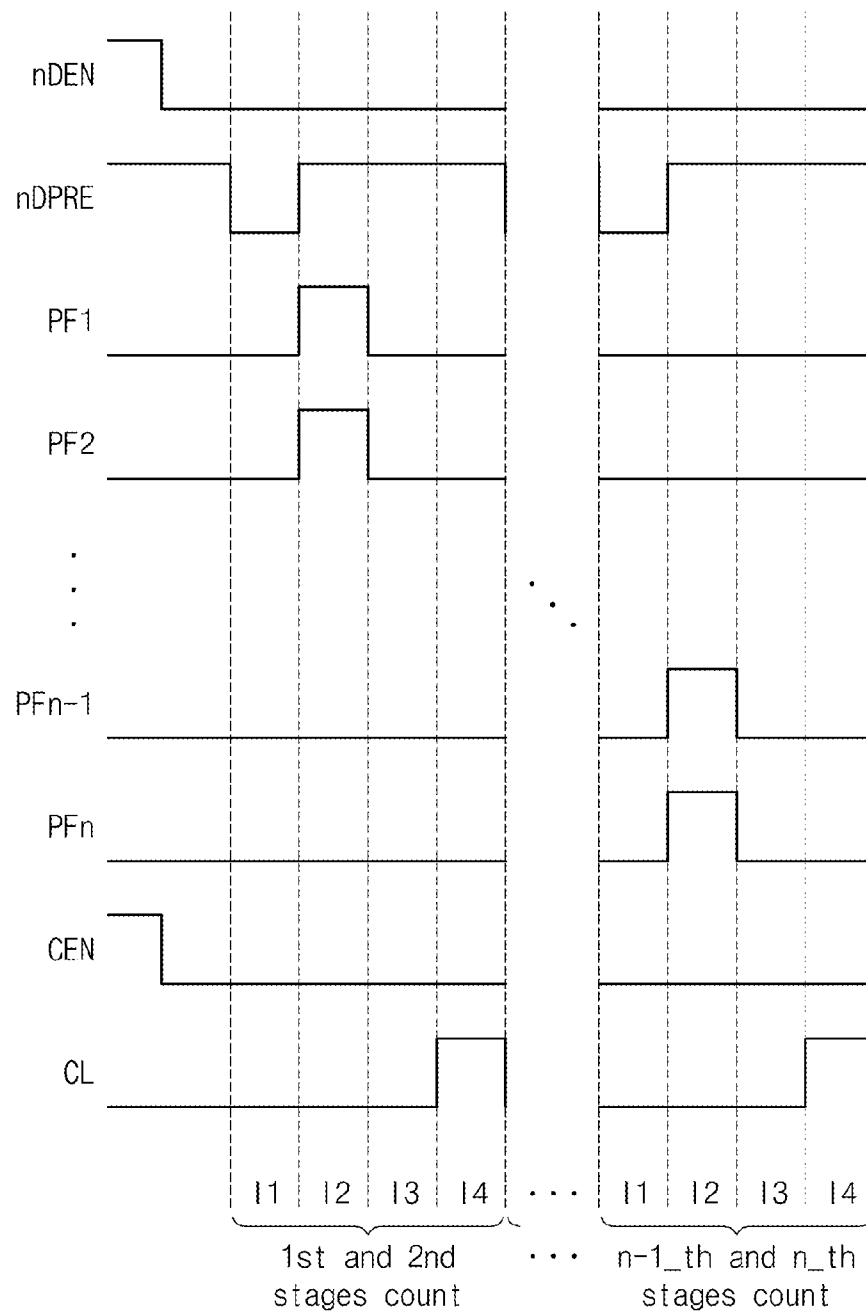 nDEN
nDPRE
PF1
PF2
.
.
.
PFn-1
PFn
CEN
CL
I1 I2 I3 I4 ··· I1 I2 I3 I4
1st and 2nd stages count ··· n-1_th and n_th stages count